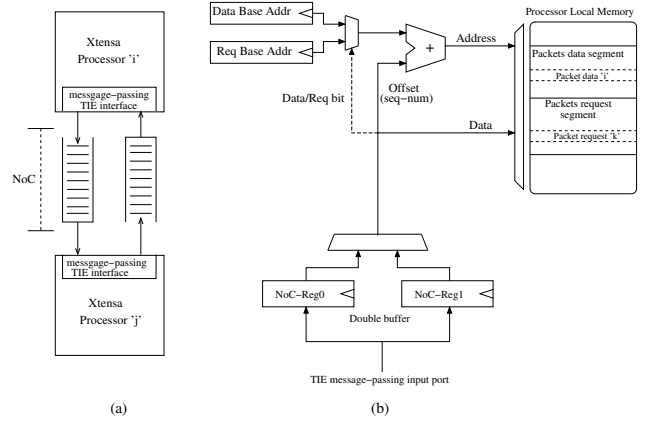 Xtensa
Processor 'i'
messgage-passing
TIE interface
NoC
messgage-passing
TIE interface
Xtensa
Processor 'j'
(a)
Data Base Addr
Req Base Addr
+
Address
Data/Req bit
Offset
(seq-num)
Data
Processor Local Memory
Packets data segment
Packet data 'i'
Packets request
segment
Packet request 'k'
NoC-Reg0
NoC-Reg1
Double buffer
TIE message-passing input port
(b)